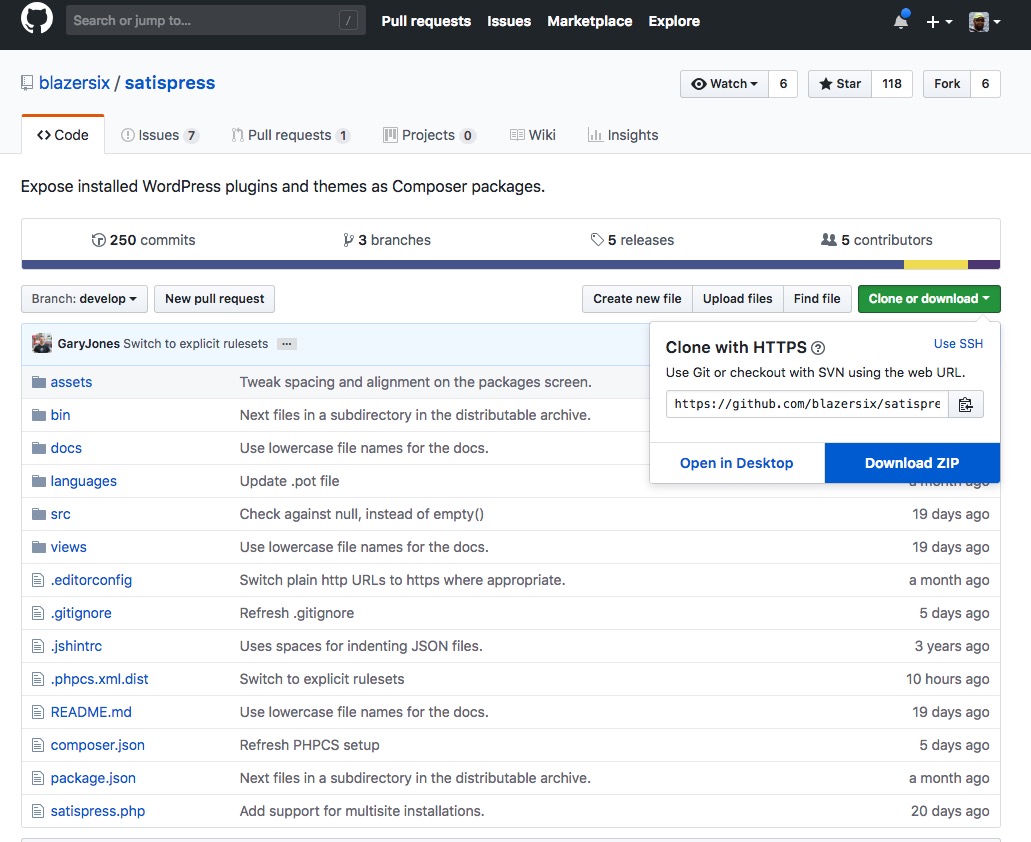 Search or jump to... / Pull requests Issues Marketplace Explore
blazersix / satispress Watch 6 Star 118 Fork 6
Code Issues 7 Pull requests 1 Projects 0 Wiki Insights
Expose installed WordPress plugins and themes as Composer packages.
250 commits 3 branches 5 releases 5 contributors
Branch: develop New pull request Create new file Upload files Find file Clone or download
GaryJones Switch to explicit rulesets ...
Clone with HTTPS ? Use SSH
Use Git or checkout with SVN using the web URL.
https://github.com/blazersix/satispre
Open in Desktop Download ZIP
assets Tweak spacing and alignment on the packages screen.
bin Next files in a subdirectory in the distributable archive.
docs Use lowercase file names for the docs.
languages Update .pot file a month ago
src Check against null, instead of empty() 19 days ago
views Use lowercase file names for the docs. 19 days ago
.editorconfig Switch plain http URLs to https where appropriate. a month ago
.gitignore Refresh .gitignore 5 days ago
.jshintrc Uses spaces for indenting JSON files. 3 years ago
.phpcs.xml.dist Switch to explicit rulesets 10 hours ago
README.md Use lowercase file names for the docs. 19 days ago
composer.json Refresh PHPCS setup 5 days ago
package.json Next files in a subdirectory in the distributable archive. a month ago
satispress.php Add support for multisite installations. 20 days ago